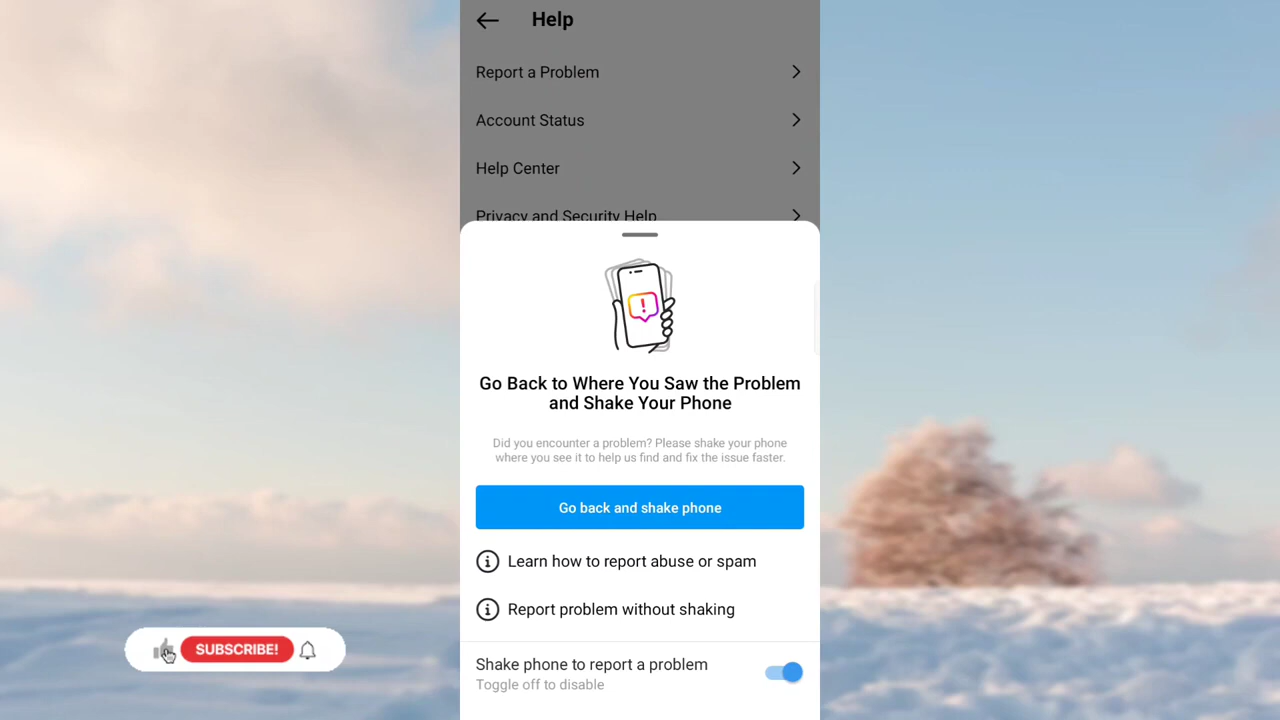 Help
Report a Problem
Account Status
Help Center
Privacy and Security Help
Go Back to Where You Saw the Problem
and Shake Your Phone
Did you encounter a problem? Please shake your phone
where you see it to help us find and fix the issue faster.
Go back and shake phone
Learn how to report abuse or spam
Report problem without shaking
Shake phone to report a problem
Toggle off to disable
SUBSCRIBE!